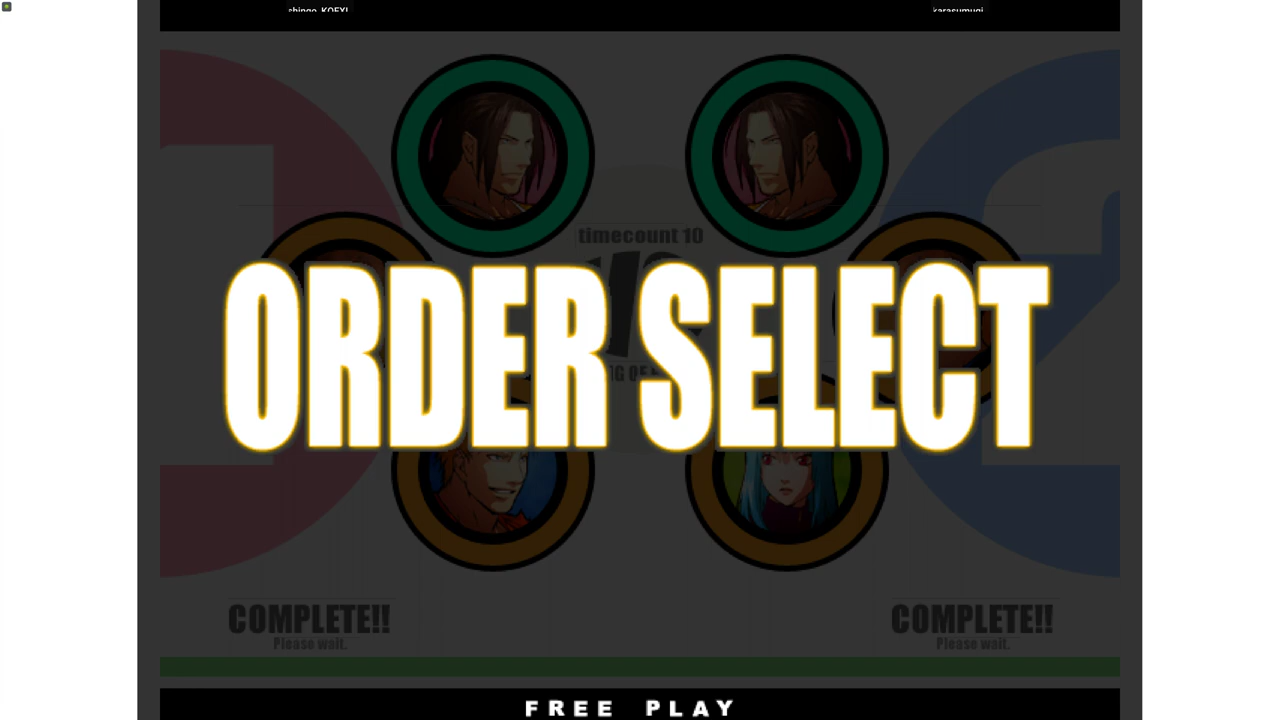 shingo_KOFXI
karasumugi
timecount 10
ORDER SELECT
COMPLETE!!
Please wait.
COMPLETE!!
Please wait.
FREE PLAY